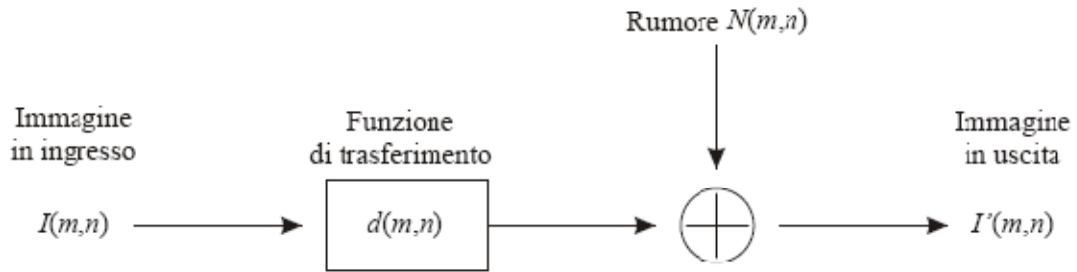 Rumore N(m,n)
Immagine
in ingresso
Funzione
di trasferimento
Immagine
in uscita
I(m,n)
d(m,n)
I'(m,n)